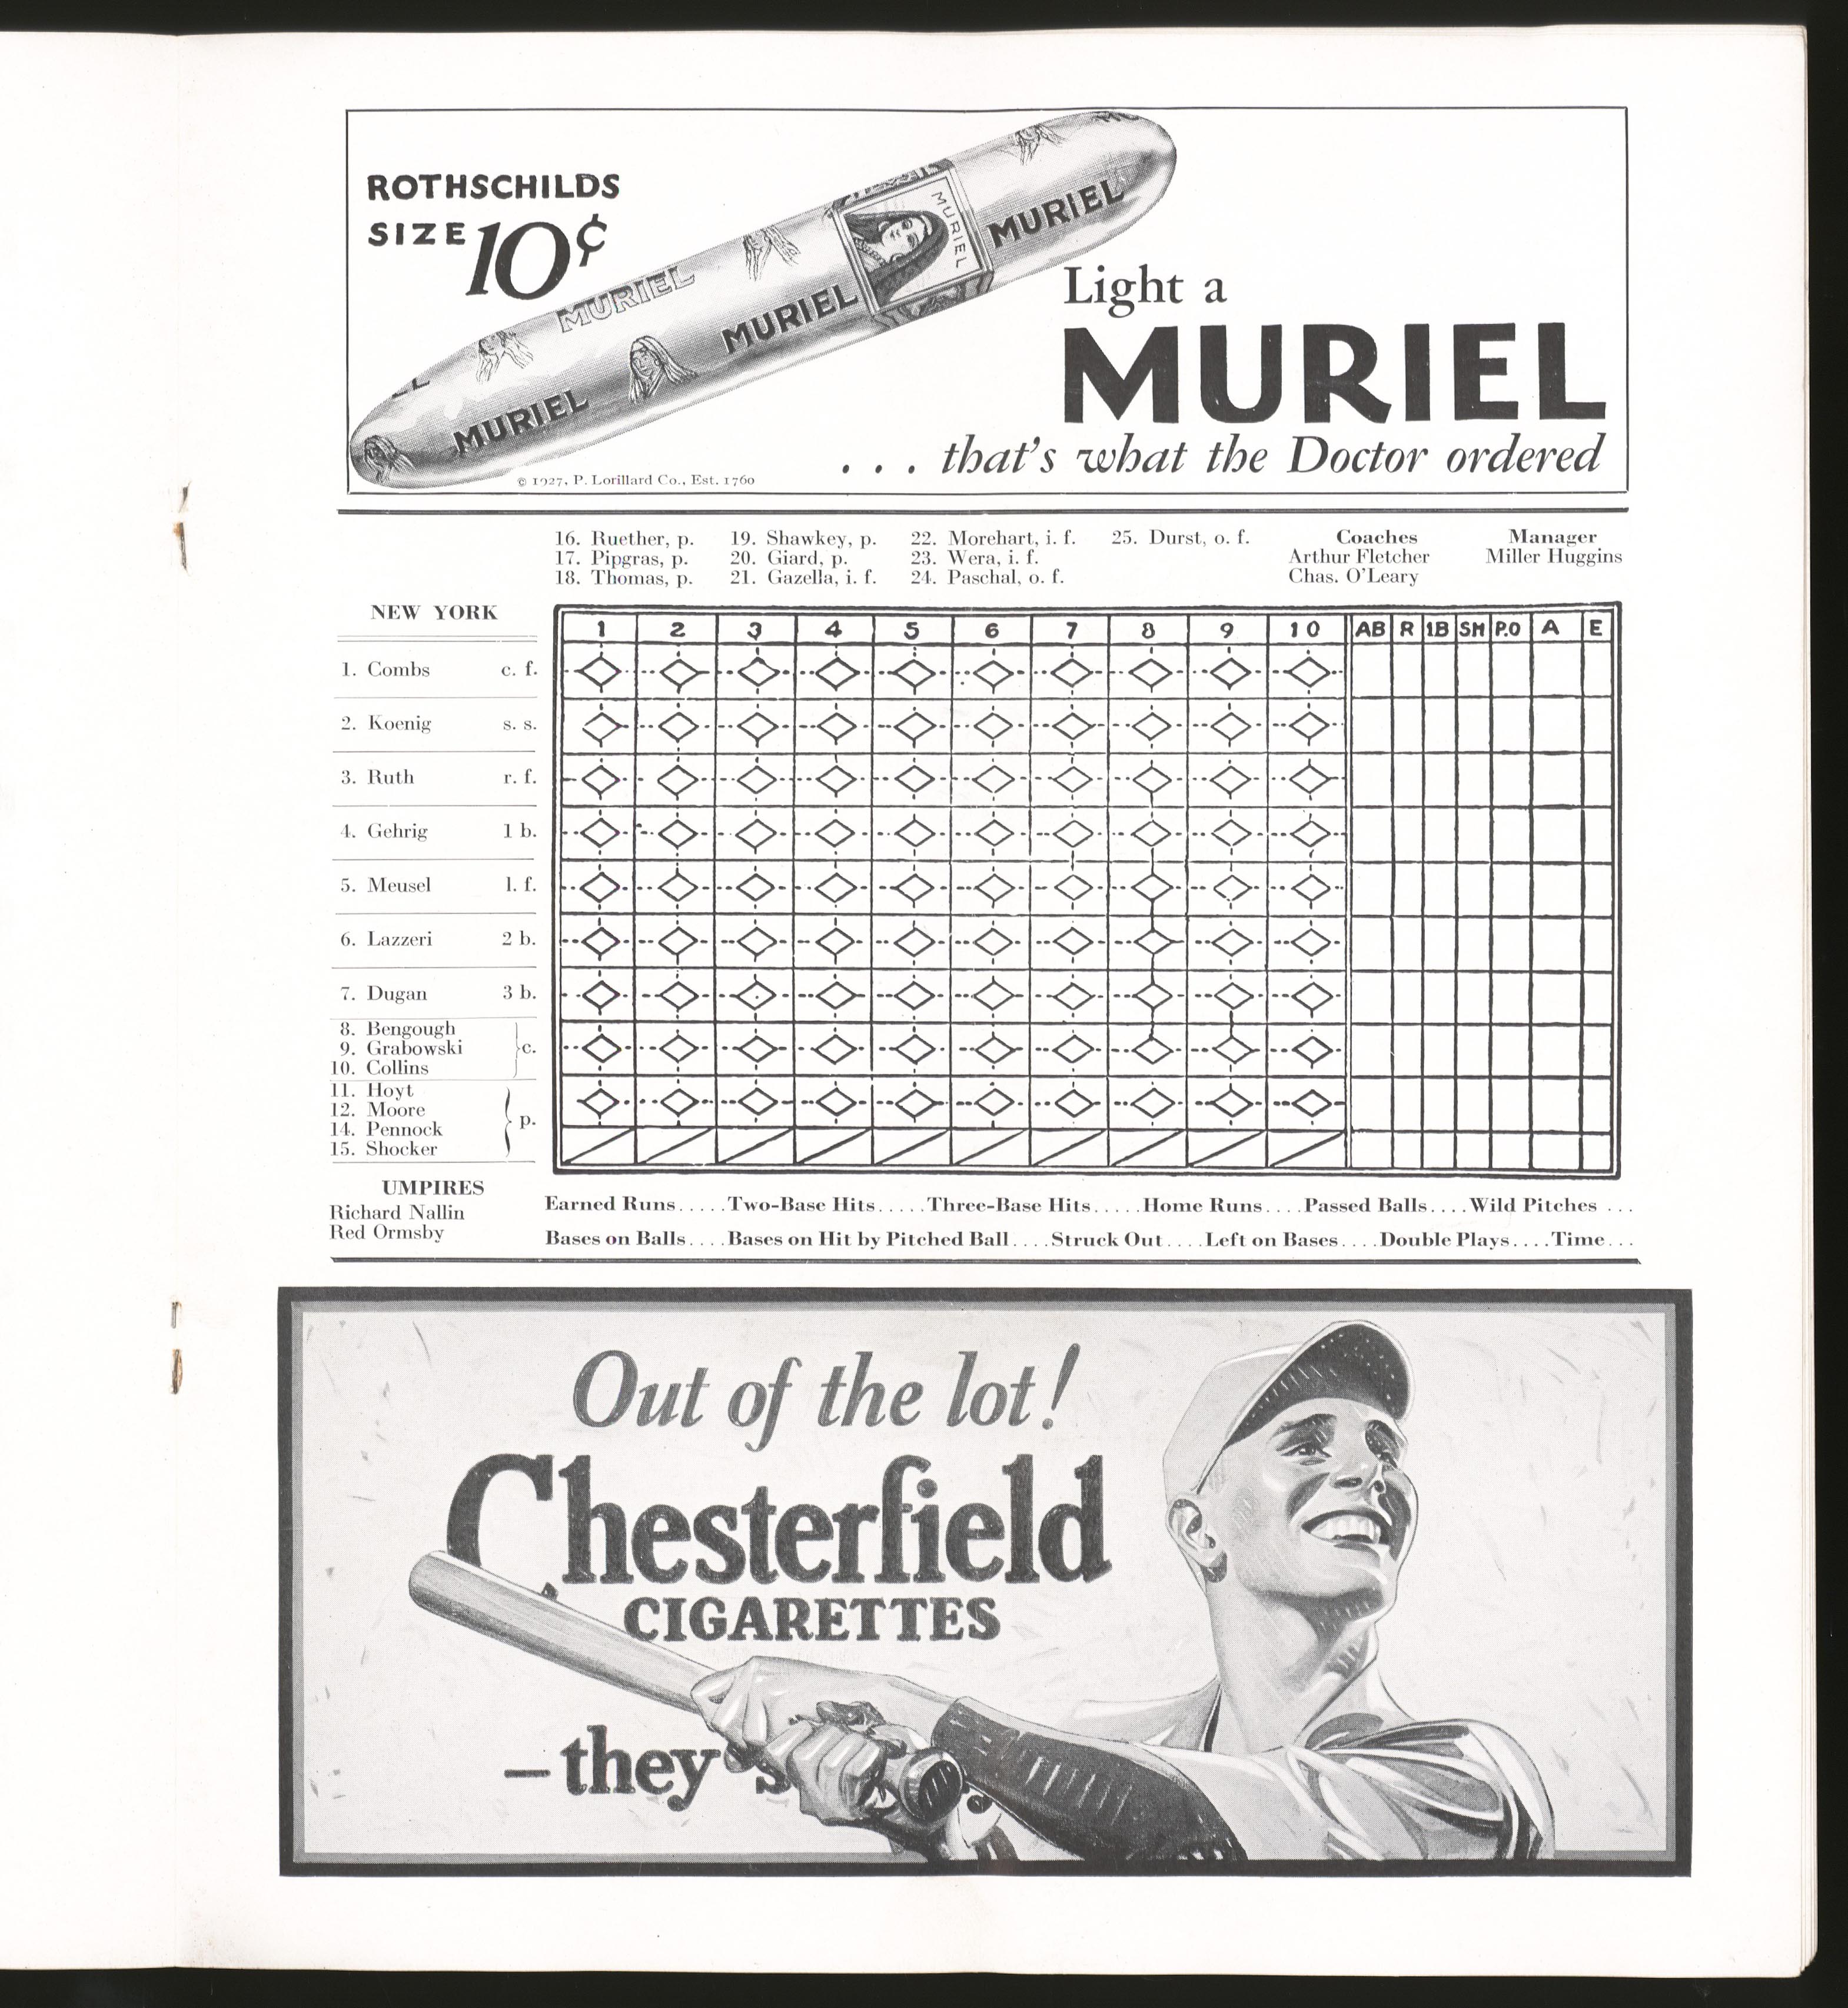 ROTHSCHILDS
SIZE 10¢
MURIEL
MURIEL
MURIEL
MURIEL
MURIEL
Light a
MURIEL
. . . that's what the Doctor ordered
© 1927, P. Lorillard Co., Est. 1760
16. Ruether, p. 19. Shawkey, p. 22. Morehart, i. f. 25. Durst, o. f. Coaches Manager
17. Pipgras, p. 20. Giard, p. 23. Wera, i. f. Arthur Fletcher Miller Huggins
18. Thomas, p. 21. Gazella, i. f. 24. Paschal, o. f. Chas. O'Leary
NEW YORK 1 2 3 4 5 6 7 8 9 10 AB R 1B SH P.O A E
1. Combs c. f.
2. Koenig s. s.
3. Ruth r. f.
4. Gehrig 1 b.
5. Meusel l. f.
6. Lazzeri 2 b.
7. Dugan 3 b.
8. Bengough
9. Grabowski c.
10. Collins
11. Hoyt
12. Moore
14. Pennock p.
15. Shocker
UMPIRES
Richard Nallin
Red Ormsby
Earned Runs.....Two-Base Hits.....Three-Base Hits.....Home Runs....Passed Balls....Wild Pitches ...
Bases on Balls....Bases on Hit by Pitched Ball....Struck Out....Left on Bases....Double Plays....Time...
Out of the lot!
Chesterfield
CIGARETTES
– they s